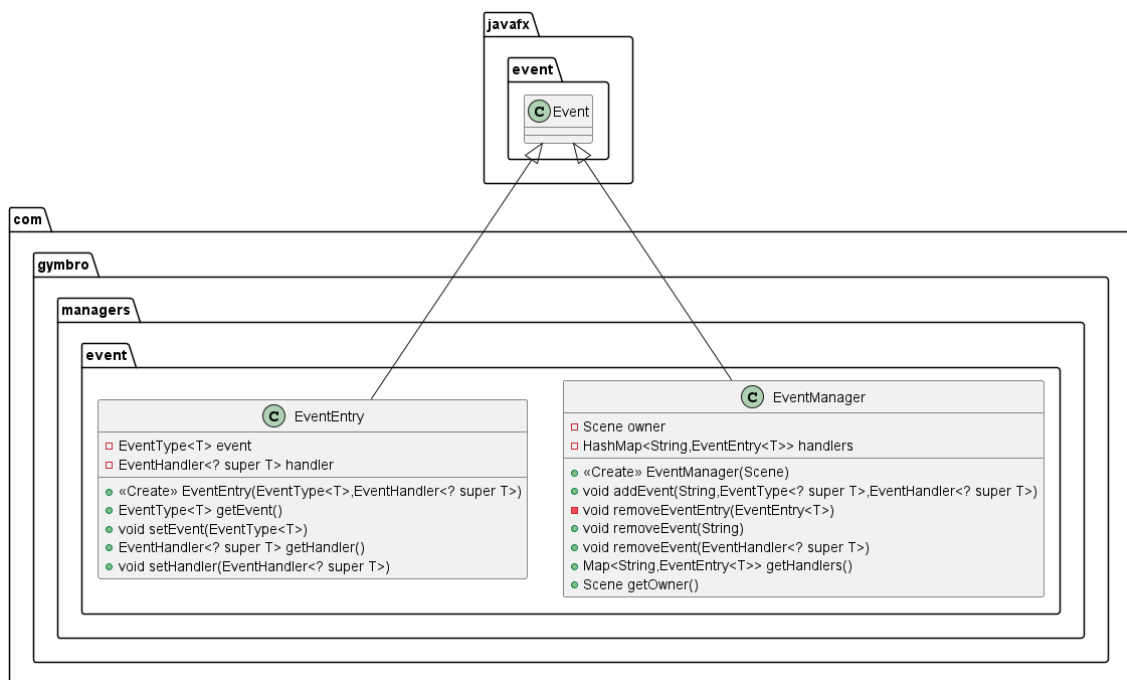 javafx
event
C Event
com
gymbro
managers
event
C EventEntry
EventType<T> event
EventHandler<? super T> handler
«Create» EventEntry(EventType<T>,EventHandler<? super T>)
EventType<T> getEvent()
void setEvent(EventType<T>)
EventHandler<? super T> getHandler()
void setHandler(EventHandler<? super T>)
C EventManager
Scene owner
HashMap<String,EventEntry<T>> handlers
«Create» EventManager(Scene)
void addEvent(String,EventType<? super T>,EventHandler<? super T>)
void removeEventEntry(EventEntry<T>)
void removeEvent(String)
void removeEvent(EventHandler<? super T>)
Map<String,EventEntry<T>> getHandlers()
Scene getOwner()